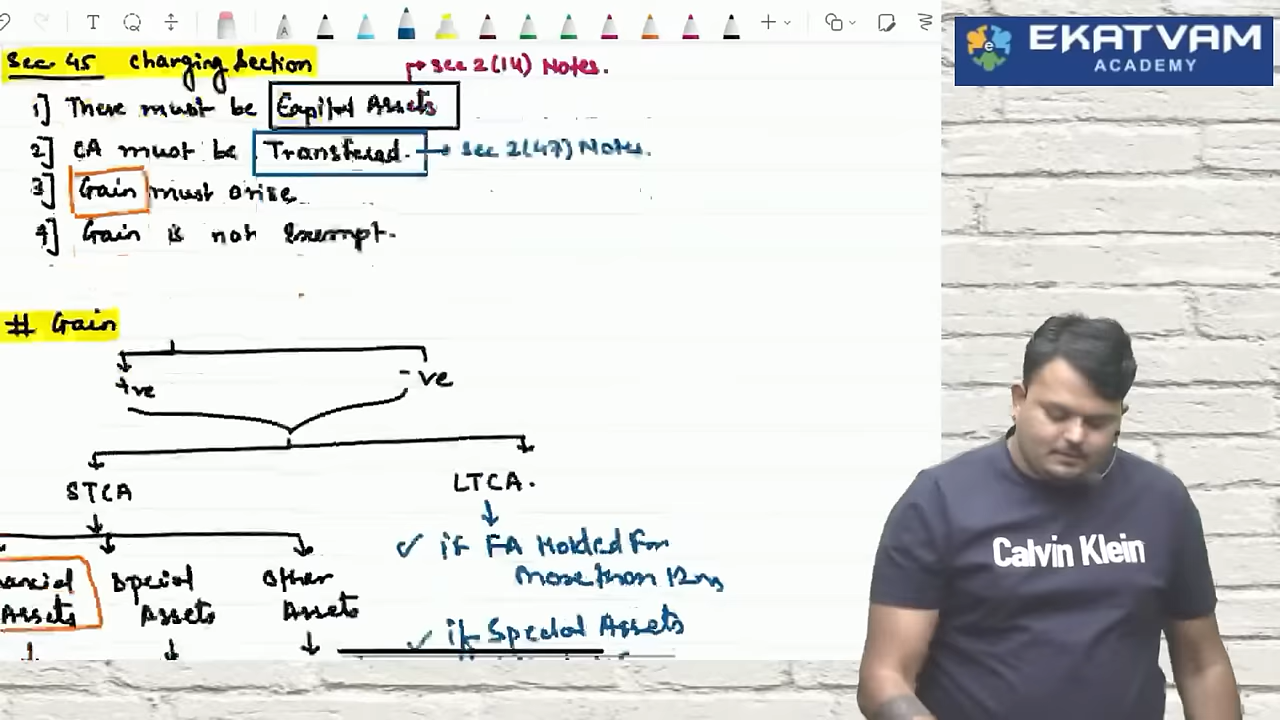 EKATVAM
ACADEMY
Sec 45 Charging Section
Sec 2(14) Notes.
1] There must be Capital Assets
2] CA must be Transfered. → Sec 2(47) Notes.
3] Gain must arise
4] Gain is not Exempt.
# Gain
+ve
-ve
STCA
LTCA.
✓ if FA Holded For
more than 12m
Special
Assets
Other
Assets
Assets
✓ if Special Assets
Calvin Klein